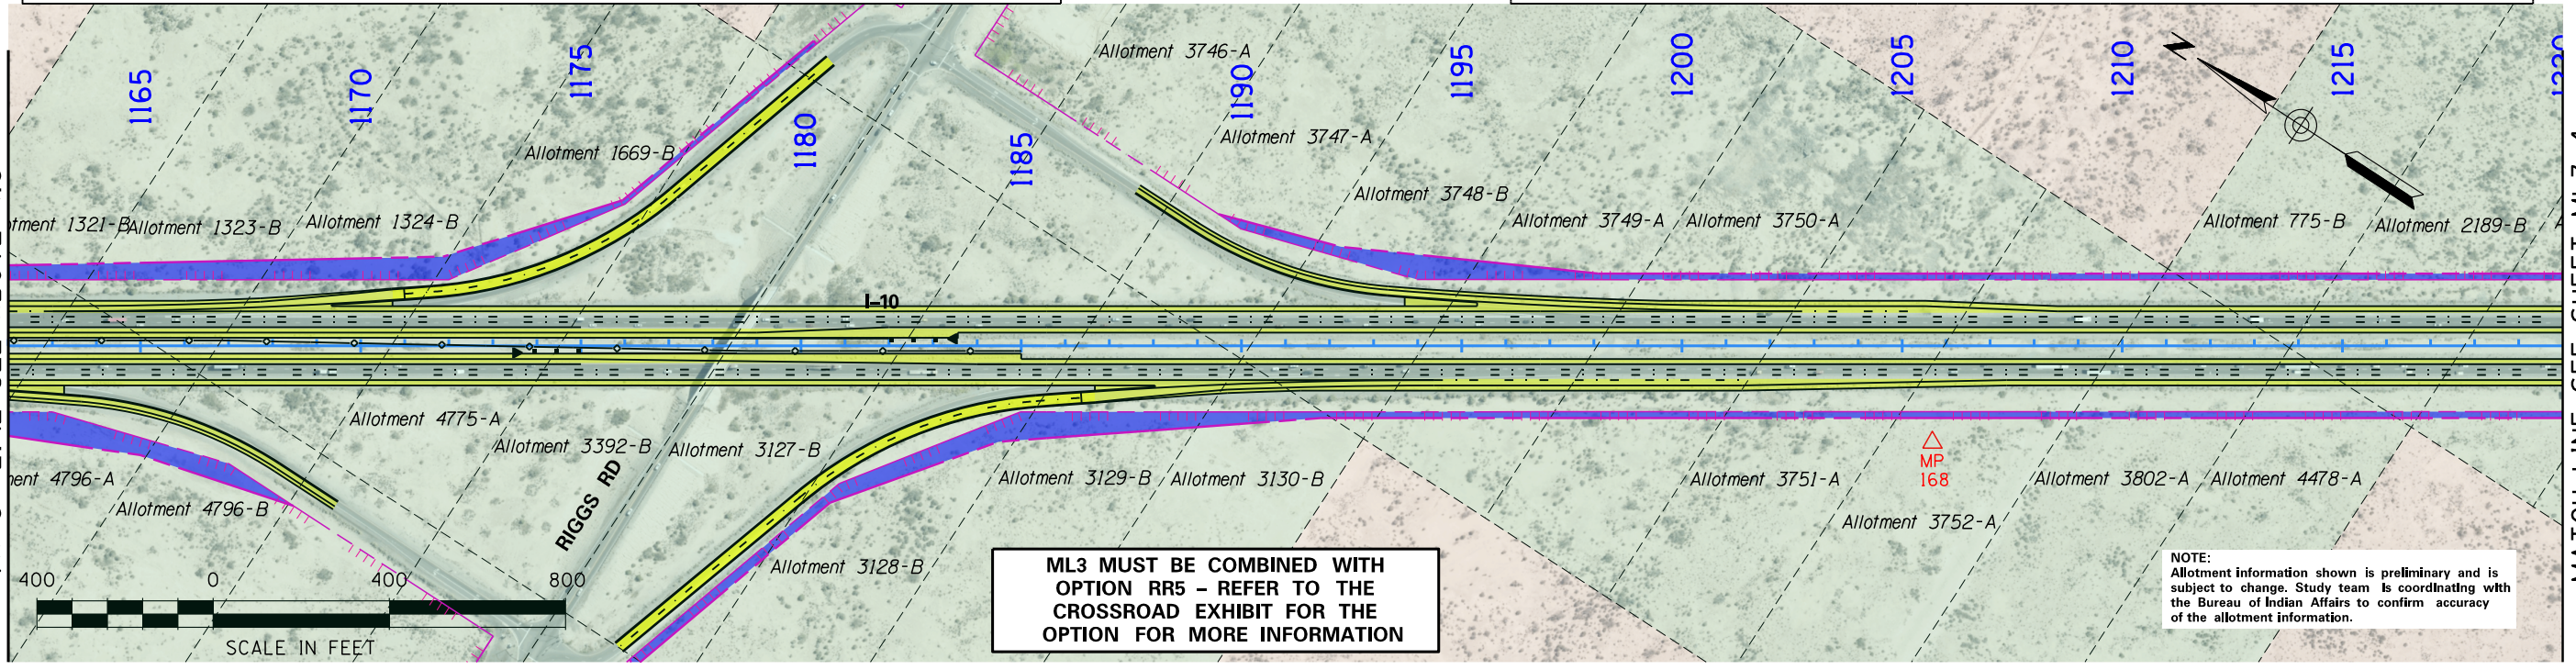 1165
1170
1175
1180
1185
1190
1195
1200
1205
1210
1215
N
Allotment 3746-A
Allotment 3747-A
Allotment 1669-B
Allotment 3748-B
Allotment 1323-B
Allotment 1324-B
Allotment 3749-A
Allotment 3750-A
Allotment 775-B
Allotment 2189-B
1321-B
I-10
Allotment 4775-A
Allotment 3392-B
Allotment 3127-B
4796-A
Allotment 4796-B
RIGGS RD
Allotment 3129-B
Allotment 3130-B
Allotment 3751-A
MP
168
Allotment 3802-A
Allotment 4478-A
Allotment 3752-A
Allotment 3128-B
400 0 400 800
SCALE IN FEET
ML3 MUST BE COMBINED WITH
OPTION RR5 – REFER TO THE
CROSSROAD EXHIBIT FOR THE
OPTION FOR MORE INFORMATION
NOTE:
Allotment information shown is preliminary and is
subject to change. Study team is coordinating with
the Bureau of Indian Affairs to confirm accuracy
of the allotment information.